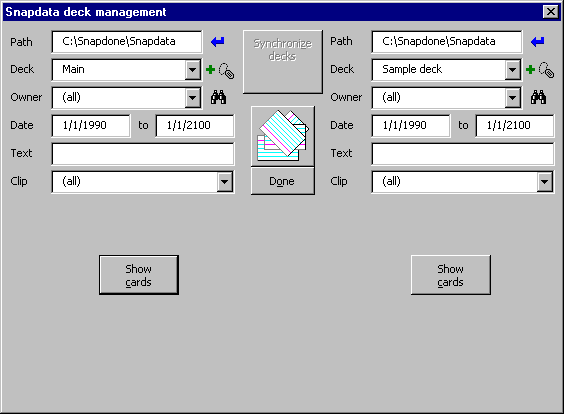 Snapdata deck management
Path C:\Snapdone\Snapdata
Deck Main
Owner (all)
Date 1/1/1990 to 1/1/2100
Text
Clip (all)
Show
cards
Synchronize
decks
Done
Path C:\Snapdone\Snapdata
Deck Sample deck
Owner (all)
Date 1/1/1990 to 1/1/2100
Text
Clip (all)
Show
cards